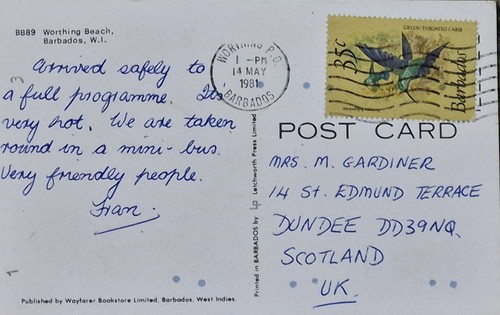 BB89 Worthing Beach,
Barbados, W.I.
Arrived safely to
a full programme. Its
very hot. We are taken
round in a mini-bus.
Very friendly people.
Fran.
Published by Wayfarer Bookstore Limited, Barbados, West Indies.
Printed in BARBADOS by Letchworth Press Limited
WORTHING P.O.
1 -PM
14 MAY
1981
BARBADOS
GREEN-THROATED CARIB
35c
Barbados
POST CARD
MRS. M. GARDINER
14 St. EDMUND TERRACE
DUNDEE DD39NQ.
SCOTLAND
UK.
3
1